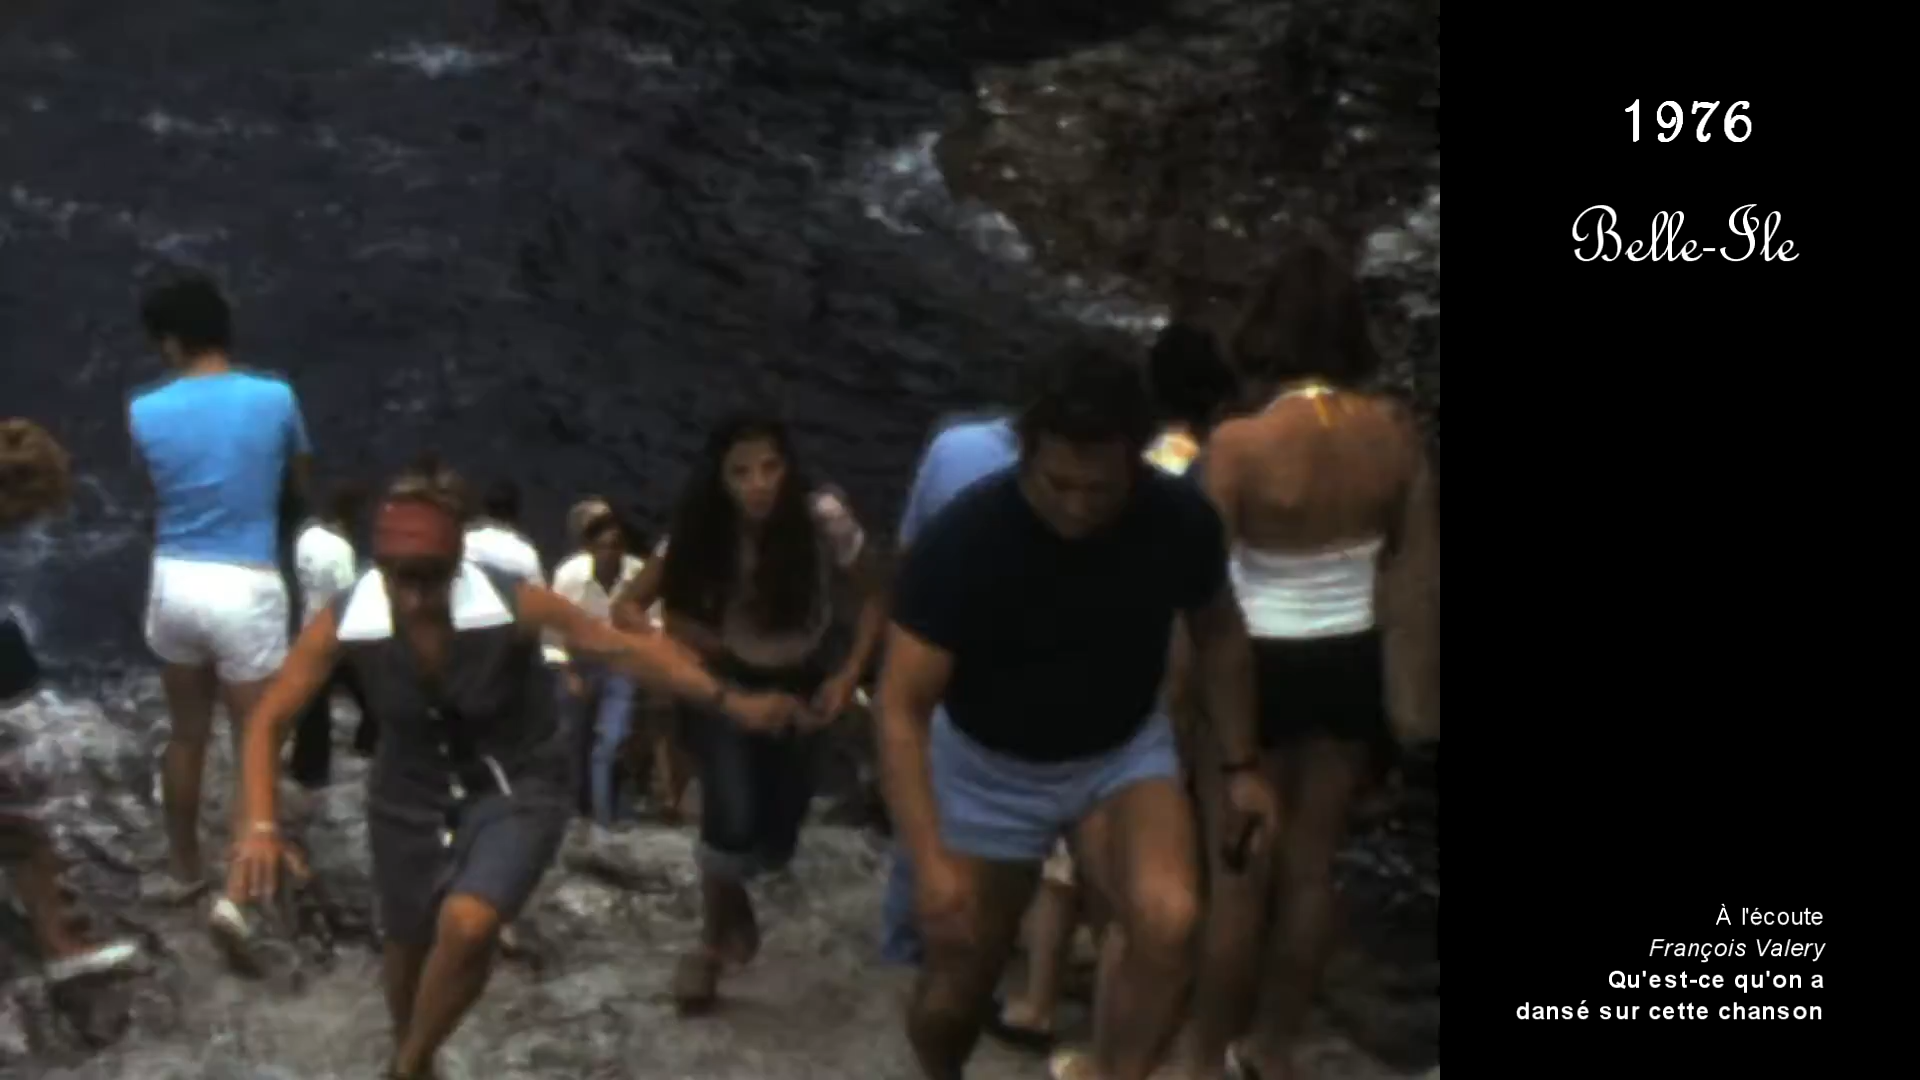 1976
Belle-Ile
À l'écoute
François Valery
Qu'est-ce qu'on a
dansé sur cette chanson